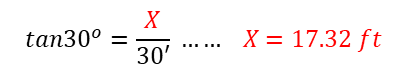 tan30° = X/30′ ... ... X = 17.32 ft